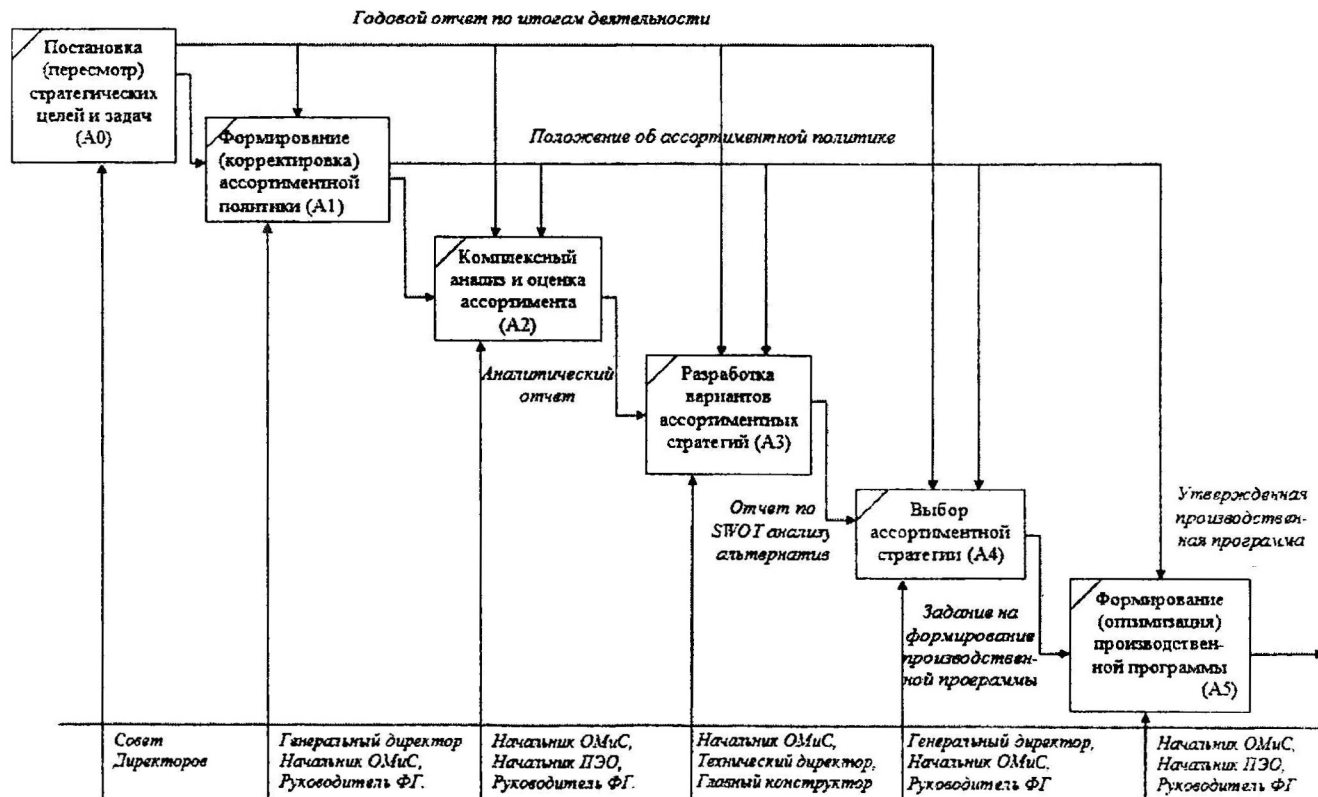 Годовой отчет по итогам деятельности
Постановка
(пересмотр)
стратегических
целей и задач
(А0)
Формирование
(корректировка)
ассортиментной
политики (А1)
Положение об ассортиментной политике
Комплексный
анализ и оценка
ассортимента
(А2)
Аналитический
отчет
Разработка
вариантов
ассортиментных
стратегий (А3)
Отчет по
SWOT анализу
альтернатив
Выбор
ассортиментной
стратегии (А4)
Утвержденная
производствен-
ная программа
Задание на
формирование
производствен-
ной программы
Формирование
(оптимизация)
производствен-
ной программы
(А5)
Совет
Директоров
Генеральный директор
Начальник ОМиС,
Руководитель ФГ.
Начальник ОМиС,
Начальник ПЭО,
Руководитель ФГ.
Начальник ОМиС,
Технический директор,
Главный конструктор
Генеральный директор,
Начальник ОМиС,
Руководитель ФГ
Начальник ОМиС,
Начальник ПЭО,
Руководитель ФГ